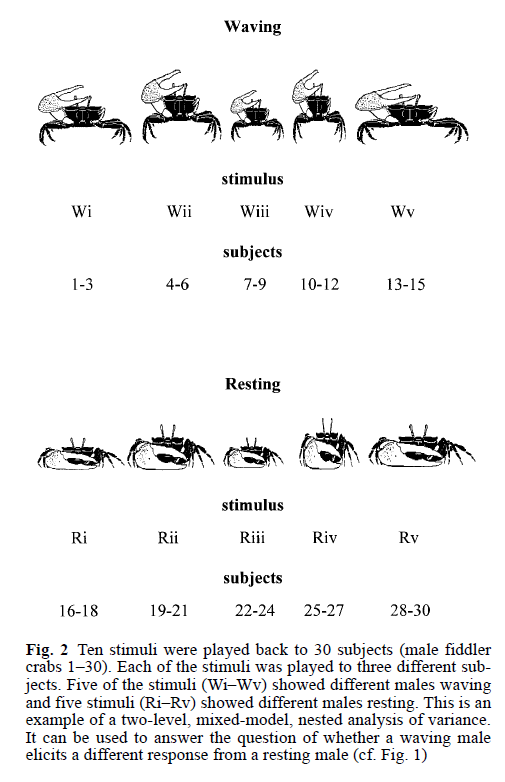 Waving
stimulus
Wi Wii Wiii Wiv Wv
subjects
1-3 4-6 7-9 10-12 13-15
Resting
stimulus
Ri Rii Riii Riv Rv
subjects
16-18 19-21 22-24 25-27 28-30
Fig. 2 Ten stimuli were played back to 30 subjects (male fiddler
crabs 1–30). Each of the stimuli was played to three different sub-
jects. Five of the stimuli (Wi–Wv) showed different males waving
and five stimuli (Ri–Rv) showed different males resting. This is an
example of a two-level, mixed-model, nested analysis of variance.
It can be used to answer the question of whether a waving male
elicits a different response from a resting male (cf. Fig. 1)